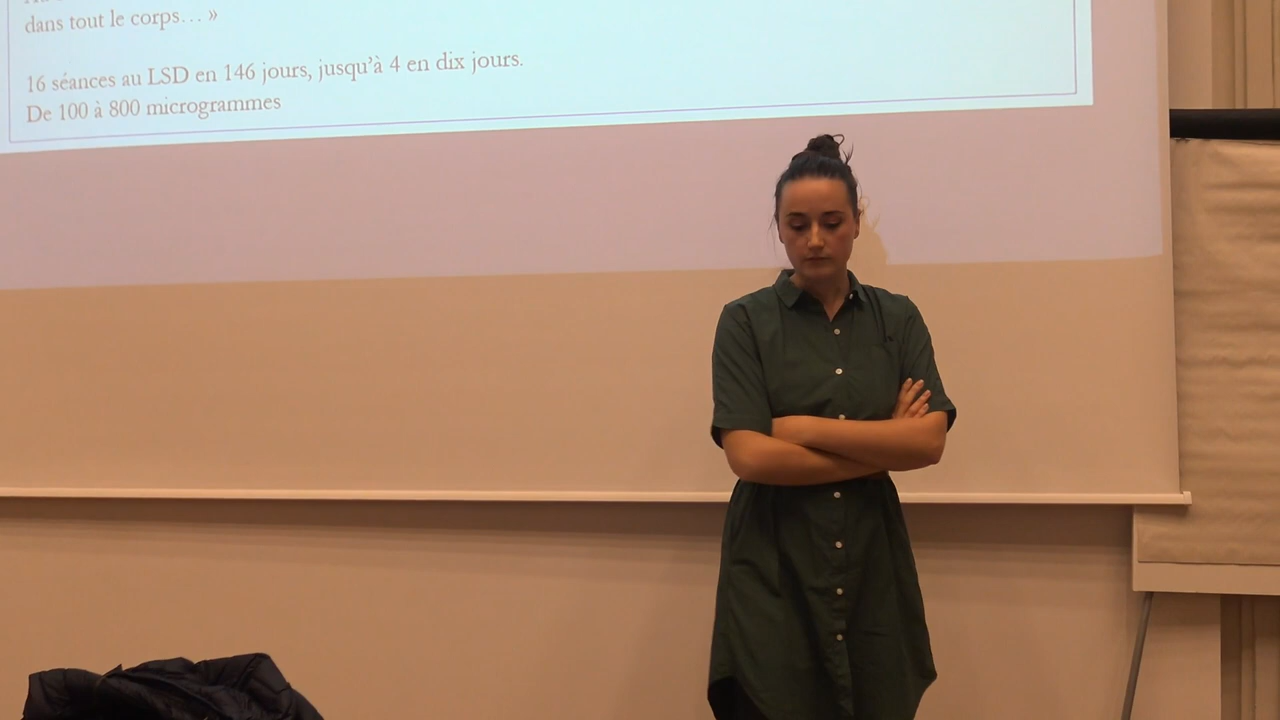 dans tout le corps… »
16 séances au LSD en 146 jours, jusqu'à 4 en dix jours.
De 100 à 800 microgrammes